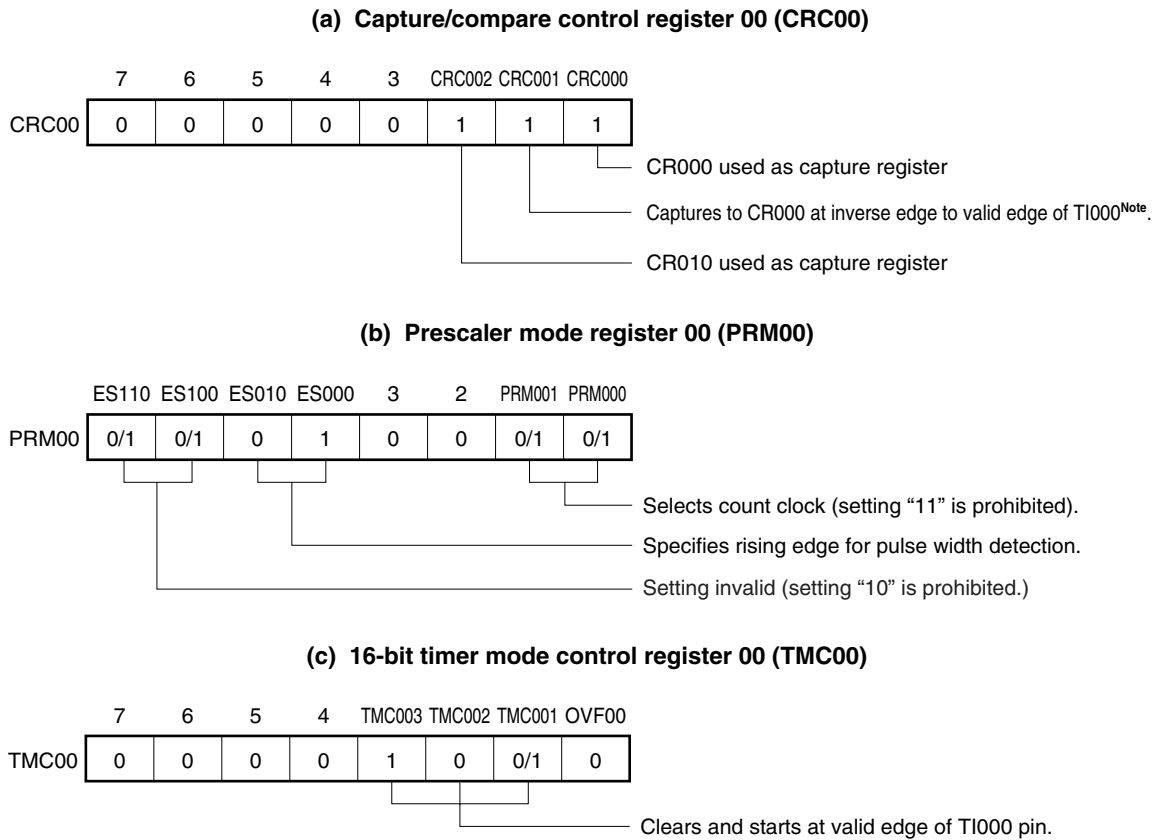 (a) Capture/compare control register 00 (CRC00)
7 6 5 4 3 CRC002 CRC001 CRC000
CRC00 0 0 0 0 0 1 1 1
CR000 used as capture register
Captures to CR000 at inverse edge to valid edge of TI000Note.
CR010 used as capture register
(b) Prescaler mode register 00 (PRM00)
ES110 ES100 ES010 ES000 3 2 PRM001 PRM000
PRM00 0/1 0/1 0 1 0 0 0/1 0/1
Selects count clock (setting “11” is prohibited).
Specifies rising edge for pulse width detection.
Setting invalid (setting “10” is prohibited.)
(c) 16-bit timer mode control register 00 (TMC00)
7 6 5 4 TMC003 TMC002 TMC001 OVF00
TMC00 0 0 0 0 1 0 0/1 0
Clears and starts at valid edge of TI000 pin.